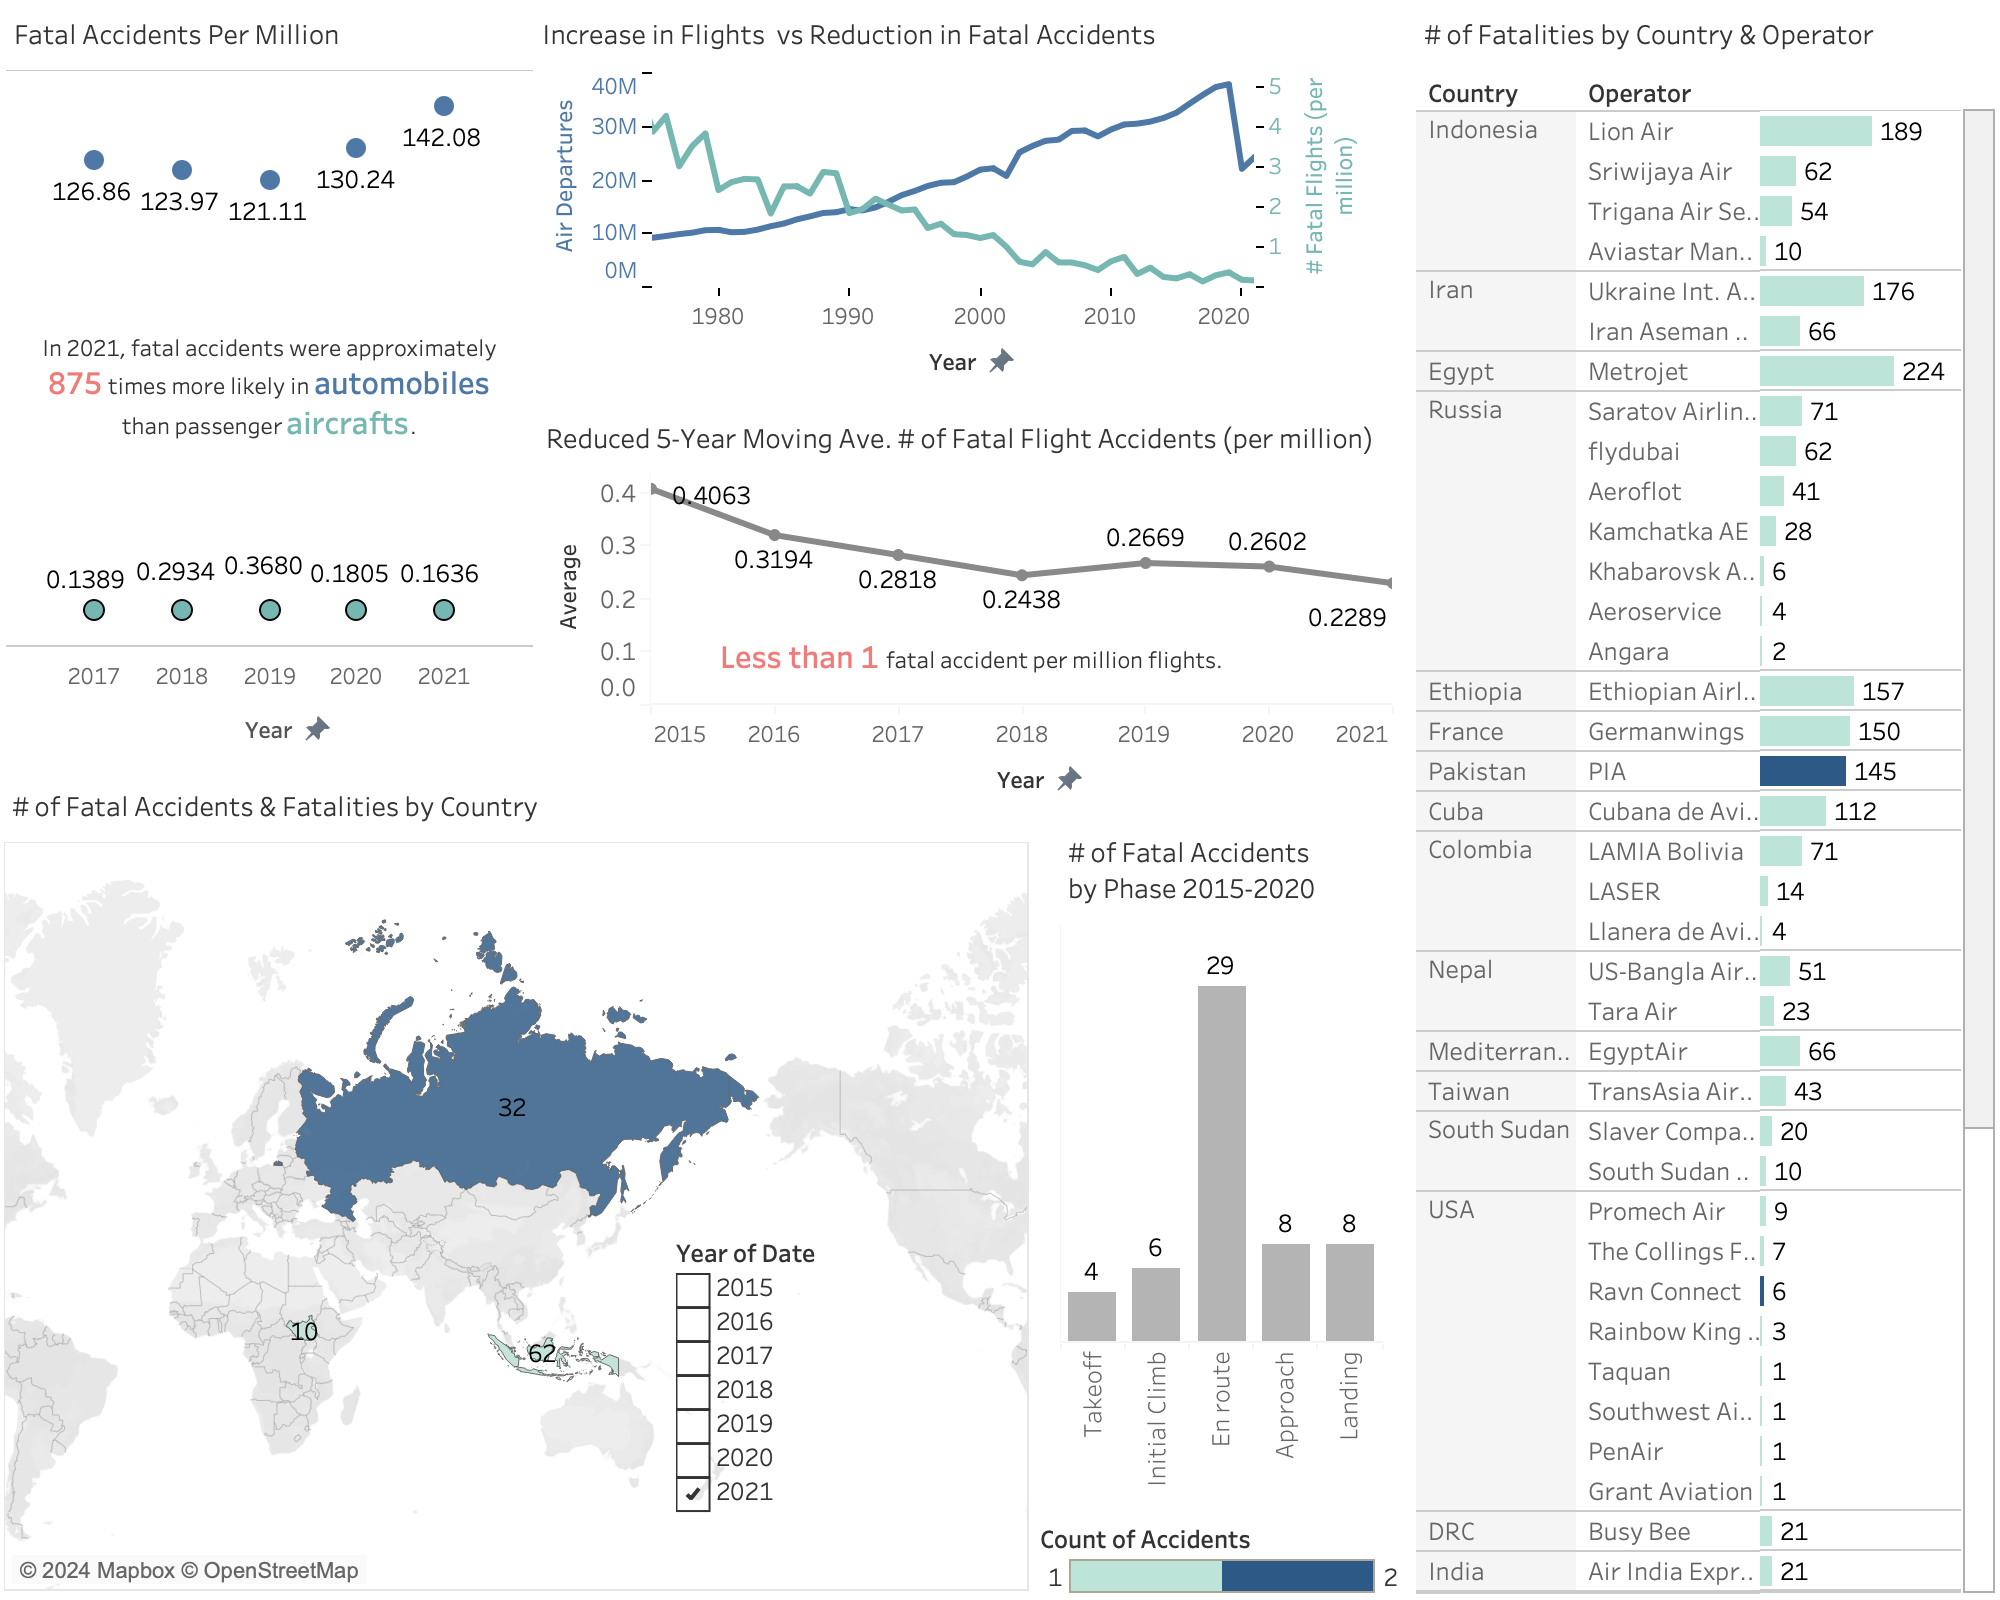 Fatal Accidents Per Million
126.86
123.97
121.11
130.24
142.08
In 2021, fatal accidents were approximately
875 times more likely in automobiles
than passenger aircrafts.
0.1389
0.2934
0.3680
0.1805
0.1636
2017
2018
2019
2020
2021
Year
Increase in Flights vs Reduction in Fatal Accidents
Air Departures
40M
30M
20M
10M
0M
5
4
3
2
1
# Fatal Flights (per
million)
1980
1990
2000
2010
2020
Year
Reduced 5-Year Moving Ave. # of Fatal Flight Accidents (per million)
Average
0.4
0.3
0.2
0.1
0.0
0.4063
0.3194
0.2818
0.2438
0.2669
0.2602
0.2289
Less than 1 fatal accident per million flights.
2015
2016
2017
2018
2019
2020
2021
Year
# of Fatal Accidents & Fatalities by Country
32
10
62
Year of Date
2015
2016
2017
2018
2019
2020
2021
© 2024 Mapbox © OpenStreetMap
# of Fatal Accidents
by Phase 2015-2020
4
6
29
8
8
Takeoff
Initial Climb
En route
Approach
Landing
Count of Accidents
1
2
# of Fatalities by Country & Operator
Country Operator
Indonesia Lion Air 189
Sriwijaya Air 62
Trigana Air Se.. 54
Aviastar Man.. 10
Iran Ukraine Int. A.. 176
Iran Aseman .. 66
Egypt Metrojet 224
Russia Saratov Airlin.. 71
flydubai 62
Aeroflot 41
Kamchatka AE 28
Khabarovsk A.. 6
Aeroservice 4
Angara 2
Ethiopia Ethiopian Airl.. 157
France Germanwings 150
Pakistan PIA 145
Cuba Cubana de Avi.. 112
Colombia LAMIA Bolivia 71
LASER 14
Llanera de Avi.. 4
Nepal US-Bangla Air.. 51
Tara Air 23
Mediterran.. EgyptAir 66
Taiwan TransAsia Air.. 43
South Sudan Slaver Compa.. 20
South Sudan .. 10
USA Promech Air 9
The Collings F.. 7
Ravn Connect 6
Rainbow King .. 3
Taquan 1
Southwest Ai.. 1
PenAir 1
Grant Aviation 1
DRC Busy Bee 21
India Air India Expr.. 21